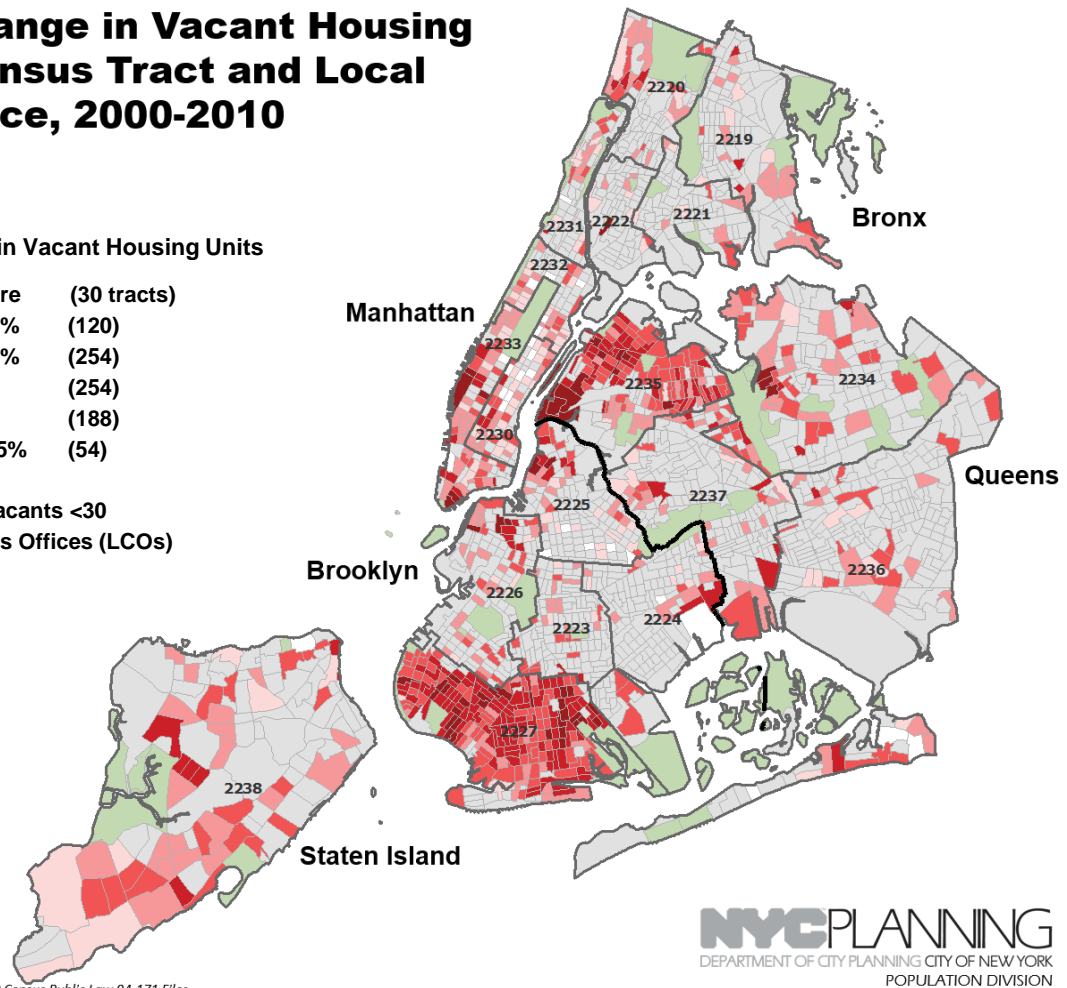 ange in Vacant Housing
ensus Tract and Local
ce, 2000-2010
in Vacant Housing Units
re (30 tracts)
% (120)
% (254)
(254)
(188)
5% (54)
acants <30
s Offices (LCOs)
2220
2219
Bronx
2231 2222 2221
2232
Manhattan
2233
2235
2234
2230
Queens
2225
2237
Brooklyn
2226
2236
2223
2224
2227
2238
Staten Island
NYCPLANNING
DEPARTMENT OF CITY PLANNING CITY OF NEW YORK
POPULATION DIVISION